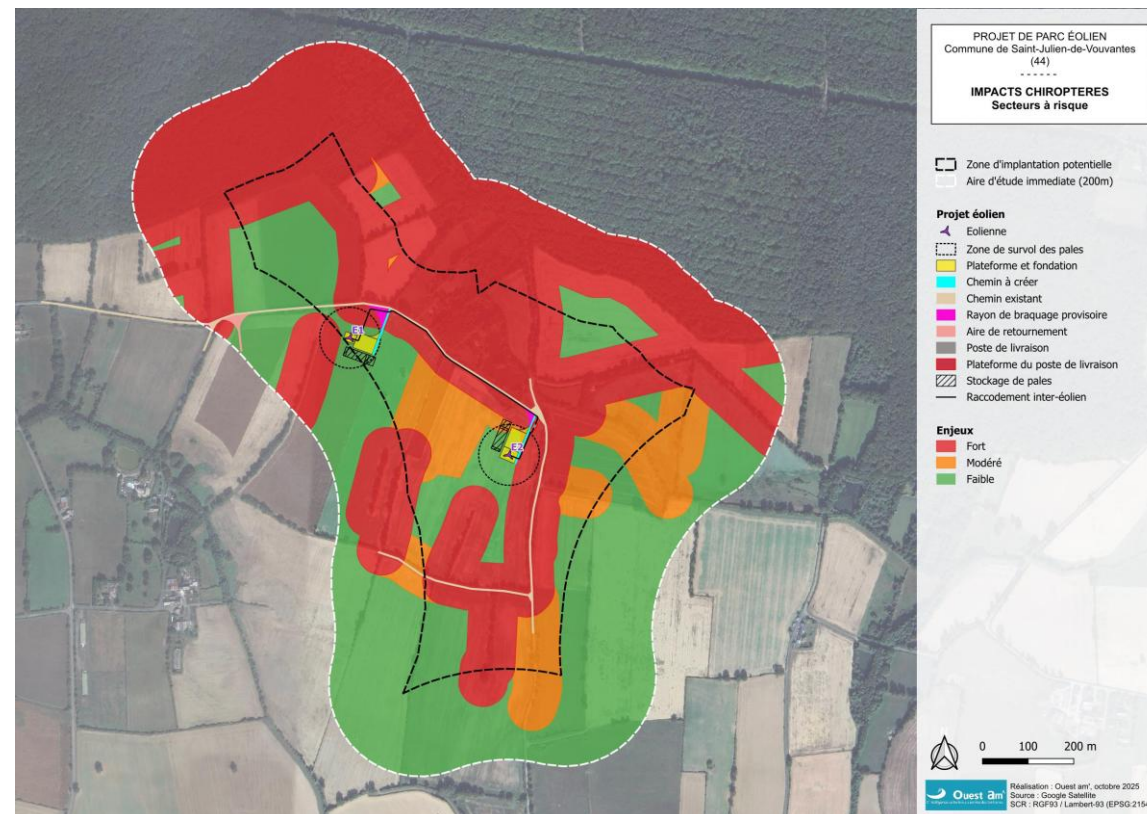 PROJET DE PARC ÉOLIEN
Commune de Saint-Julien-de-Vouvantes
(44)
------
IMPACTS CHIROPTERES
Secteurs à risque
Zone d'implantation potentielle
Aire d'étude immediate (200m)
Projet éolien
Eolienne
Zone de survol des pales
Plateforme et fondation
Chemin à créer
Chemin existant
Rayon de braquage provisoire
Aire de retournement
Poste de livraison
Plateforme du poste de livraison
Stockage de pales
Raccodement inter-éolien
Enjeux
Fort
Modéré
Faible
E1
E2
0 100 200 m
Ouest am'
Réalisation : Ouest am', octobre 2025
Source : Google Satellite
SCR : RGF93 / Lambert-93 (EPSG:2154